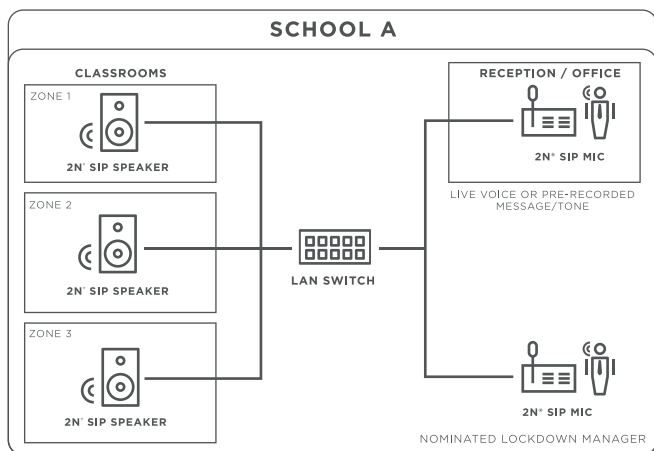 SCHOOL A
CLASSROOMS
ZONE 1
2N® SIP SPEAKER
ZONE 2
2N® SIP SPEAKER
ZONE 3
2N® SIP SPEAKER
LAN SWITCH
RECEPTION / OFFICE
2N® SIP MIC
LIVE VOICE OR PRE-RECORDED
MESSAGE/TONE
2N® SIP MIC
NOMINATED LOCKDOWN MANAGER